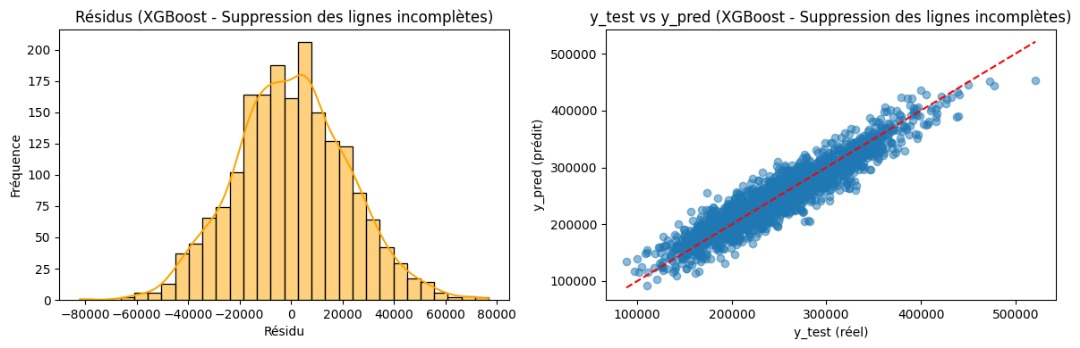 Résidus (XGBoost - Suppression des lignes incomplètes)
Fréquence
200
175
150
125
100
75
50
25
0
−80000 −60000 −40000 −20000 0 20000 40000 60000 80000
Résidu
y_test vs y_pred (XGBoost - Suppression des lignes incomplètes)
y_pred (prédit)
500000
400000
300000
200000
100000
100000 200000 300000 400000 500000
y_test (réel)